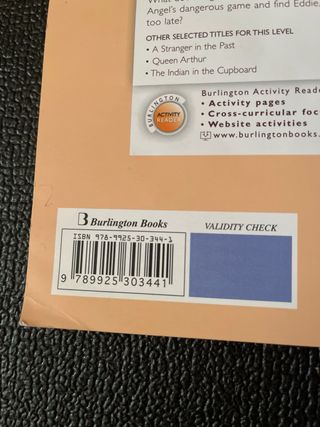 Angel's dangerous game and find Eddie
too late?
OTHER SELECTED TITLES FOR THIS LEVEL
• A Stranger in the Past
• Queen Arthur
• The Indian in the Cupboard
BURLINGTON
ACTIVITY
READER
Burlington Activity Reade
• Activity pages
• Cross-curricular foc
• Website activities
www.burlingtonbooks.
Burlington Books
VALIDITY CHECK
ISBN 978-9925-30-344-1
9 789925 303441